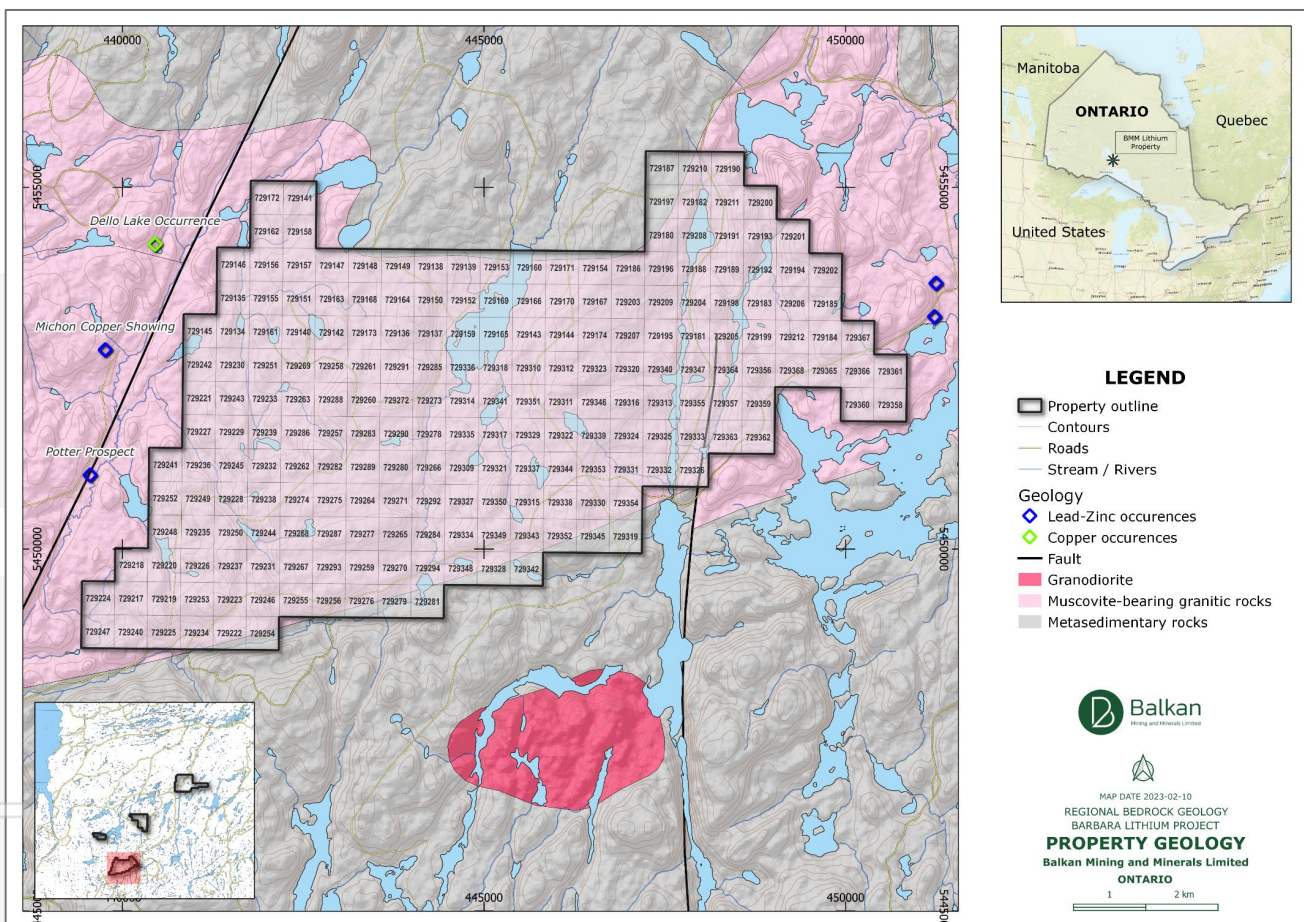 440000 445000 450000
5455000 5455000
729187 729210 729190
729172 729141 729197 729182 729211 729200
Dello Lake Occurrence
729162 729158 729180 729208 729191 729193 729201
729146 729156 729157 729147 729148 729149 729138 729139 729153 729160 729171 729154 729186 729196 729188 729189 729192 729194 729202
729135 729155 729151 729163 729168 729164 729150 729152 729169 729166 729170 729167 729203 729209 729204 729198 729183 729206 729185
Michon Copper Showing
729145 729134 729161 729140 729142 729173 729136 729137 729159 729165 729143 729144 729174 729207 729195 729181 729205 729199 729212 729184 729367
729242 729230 729251 729269 729258 729261 729291 729285 729336 729318 729310 729312 729323 729320 729340 729347 729364 729356 729368 729365 729366 729361
729221 729243 729233 729263 729288 729260 729272 729273 729314 729341 729351 729311 729346 729316 729313 729355 729357 729359 729360 729358
729227 729229 729239 729286 729257 729283 729290 729278 729335 729317 729329 729322 729339 729324 729325 729333 729363 729362
Potter Prospect
729241 729236 729245 729232 729262 729282 729289 729280 729266 729309 729321 729337 729344 729353 729331 729332 729326
729252 729249 729228 729238 729274 729275 729264 729271 729292 729327 729350 729315 729338 729330 729354
729248 729235 729250 729244 729268 729287 729277 729265 729284 729334 729349 729343 729352 729345 729319
5450000 5450000
729218 729220 729226 729237 729231 729267 729293 729259 729270 729294 729348 729328 729342
729224 729217 729219 729253 729223 729246 729255 729256 729276 729279 729281
729247 729240 729225 729234 729222 729254
445000 450000
Manitoba
ONTARIO
Quebec
BMM Lithium
Property
United States
LEGEND
Property outline
Contours
Roads
Stream / Rivers
Geology
Lead-Zinc occurences
Copper occurences
Fault
Granodiorite
Muscovite-bearing granitic rocks
Metasedimentary rocks
Balkan
Mining and Minerals Limited
MAP DATE 2023-02-10
REGIONAL BEDROCK GEOLOGY
BARBARA LITHIUM PROJECT
PROPERTY GEOLOGY
Balkan Mining and Minerals Limited
ONTARIO
1 2 km